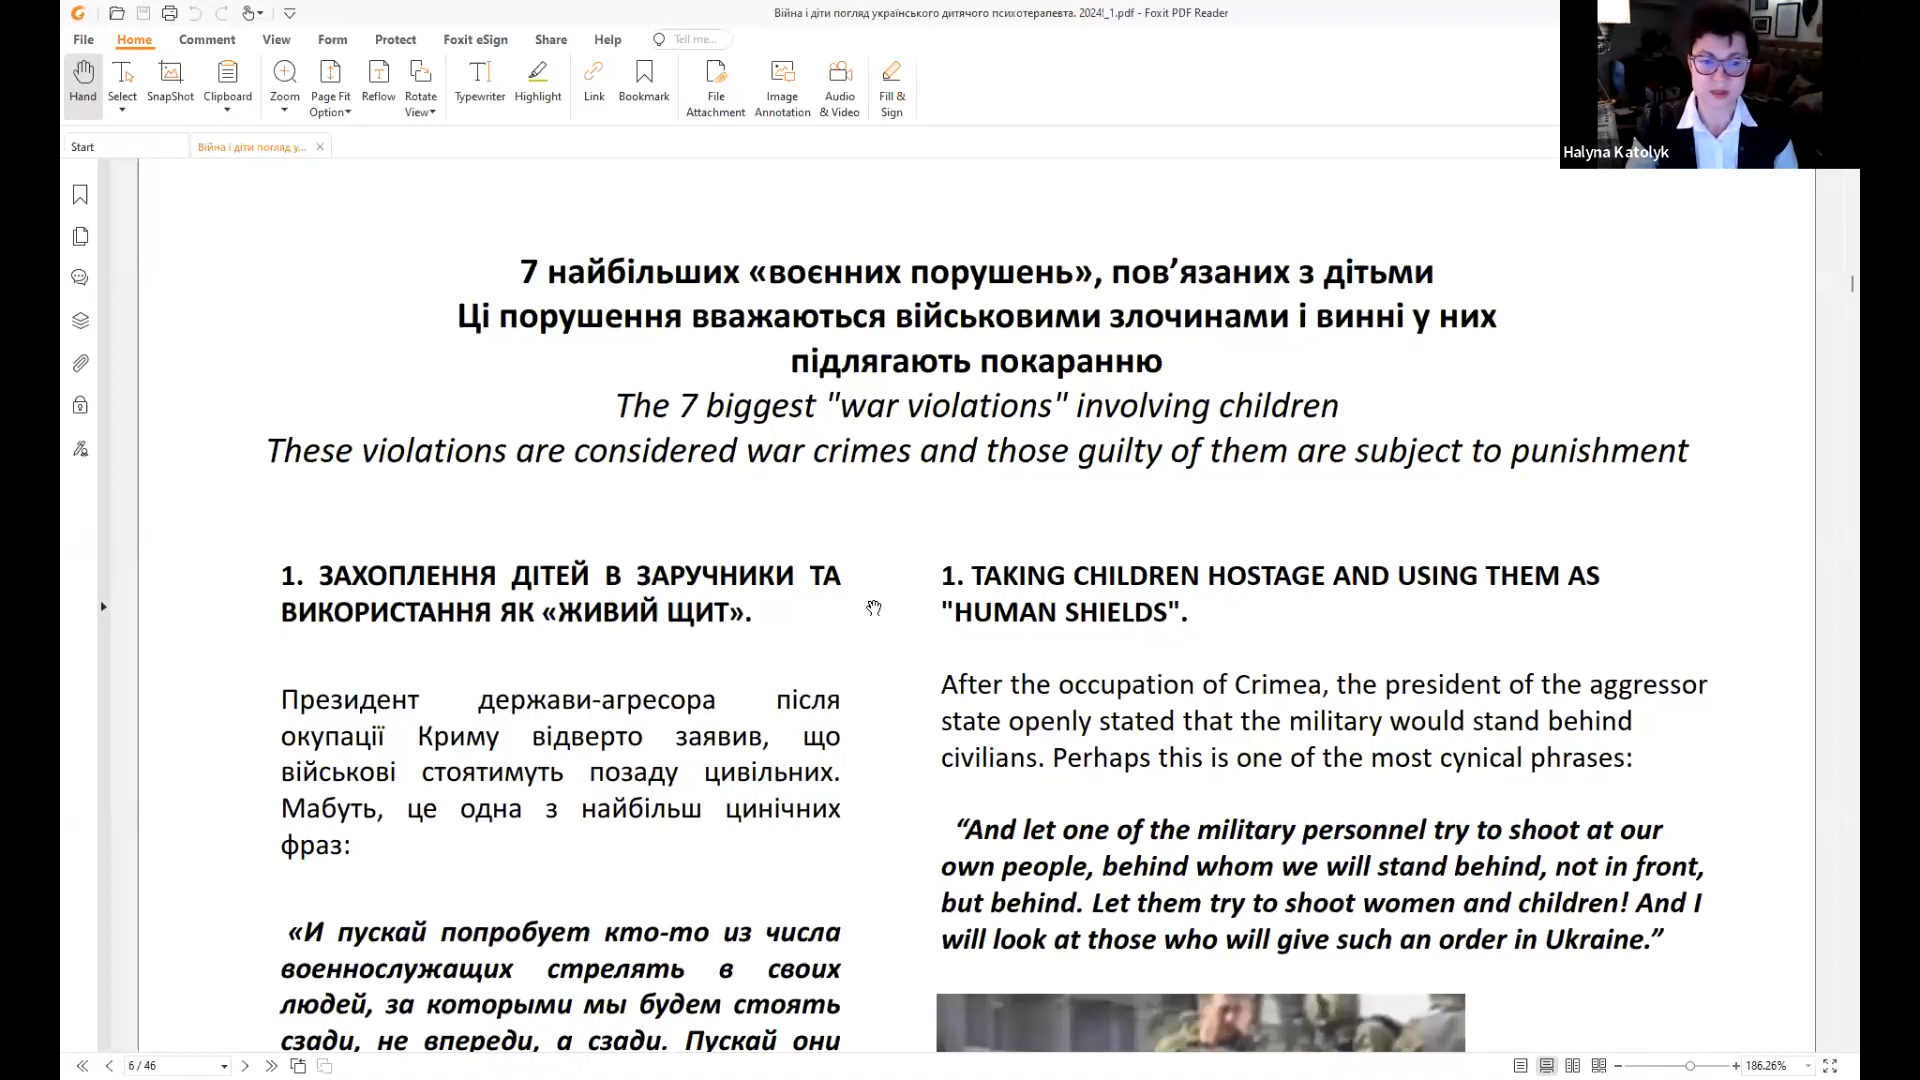 Війна і діти погляд українського дитячого психотерапевта. 2024!_1.pdf - Foxit PDF Reader
File Home Comment View Form Protect Foxit eSign Share Help Tell me...
Hand Select SnapShot Clipboard Zoom Page Fit Option Reflow Rotate View Typewriter Highlight Link Bookmark File Attachment Image Annotation Audio & Video Fill & Sign
Halyna Katolyk
Start Війна і діти погляд у...
7 найбільших «воєнних порушень», пов’язаних з дітьми
Ці порушення вважаються військовими злочинами і винні у них
підлягають покаранню
The 7 biggest "war violations" involving children
These violations are considered war crimes and those guilty of them are subject to punishment
1. ЗАХОПЛЕННЯ ДІТЕЙ В ЗАРУЧНИКИ ТА
ВИКОРИСТАННЯ ЯК «ЖИВИЙ ЩИТ».
Президент держави-агресора після
окупації Криму відверто заявив, що
військові стоятимуть позаду цивільних.
Мабуть, це одна з найбільш цинічних
фраз:
«И пускай попробует кто-то из числа
военнослужащих стрелять в своих
людей, за которыми мы будем стоять
сзади, не впереди, а сзади. Пускай они
1. TAKING CHILDREN HOSTAGE AND USING THEM AS
"HUMAN SHIELDS".
After the occupation of Crimea, the president of the aggressor
state openly stated that the military would stand behind
civilians. Perhaps this is one of the most cynical phrases:
“And let one of the military personnel try to shoot at our
own people, behind whom we will stand behind, not in front,
but behind. Let them try to shoot women and children! And I
will look at those who will give such an order in Ukraine.”
6 / 46 186.26%